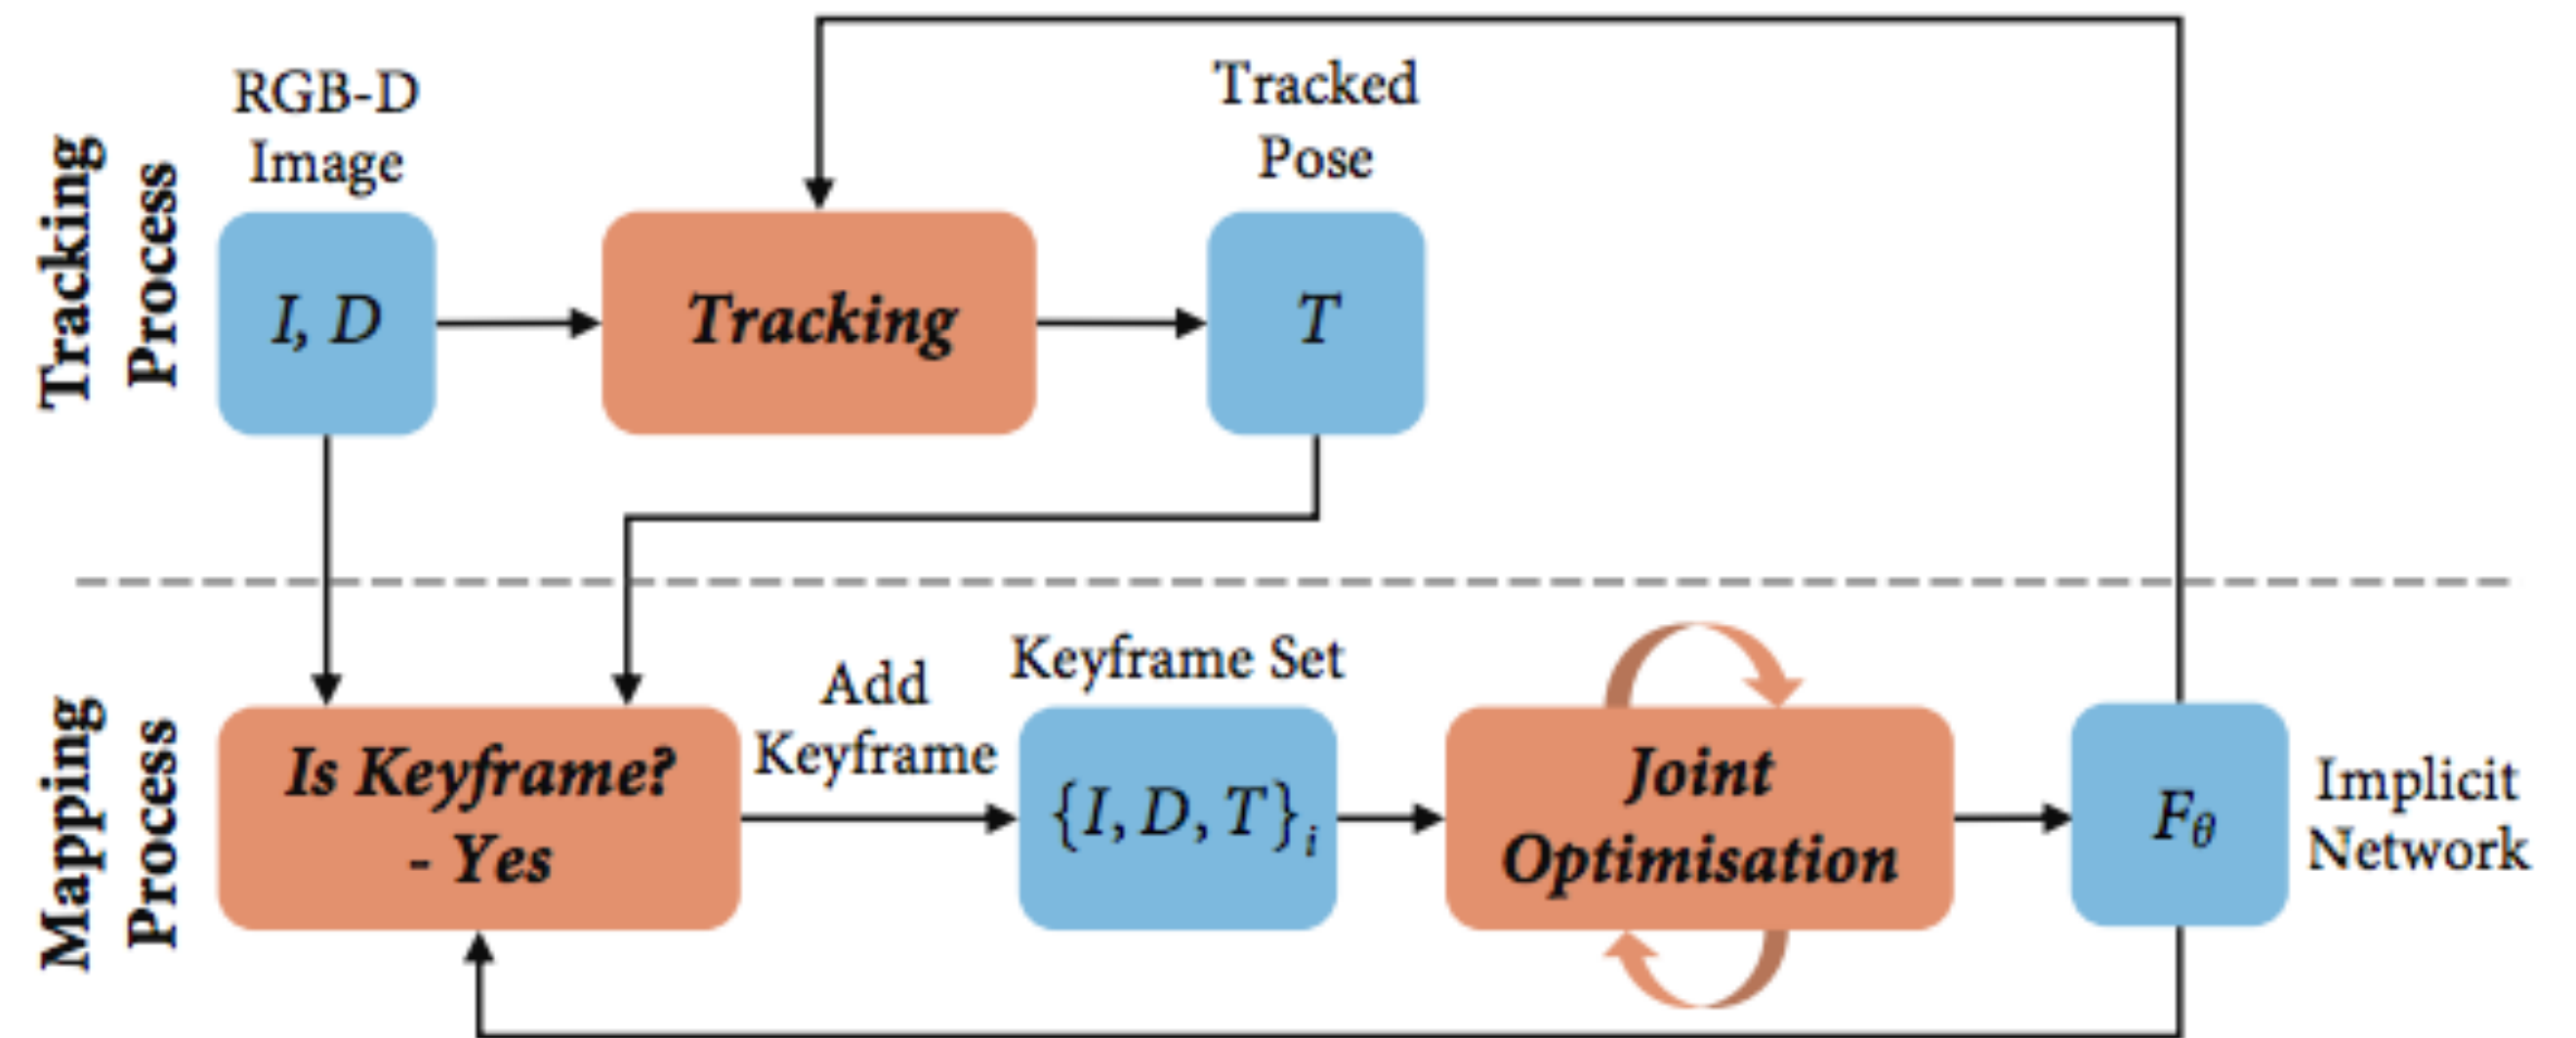 Tracking
Process
RGB-D
Image
I, D
Tracking
Tracked
Pose
T
Mapping
Process
Is Keyframe?
- Yes
Add
Keyframe
Keyframe Set
{I, D, T}i
Joint
Optimisation
Fθ
Implicit
Network